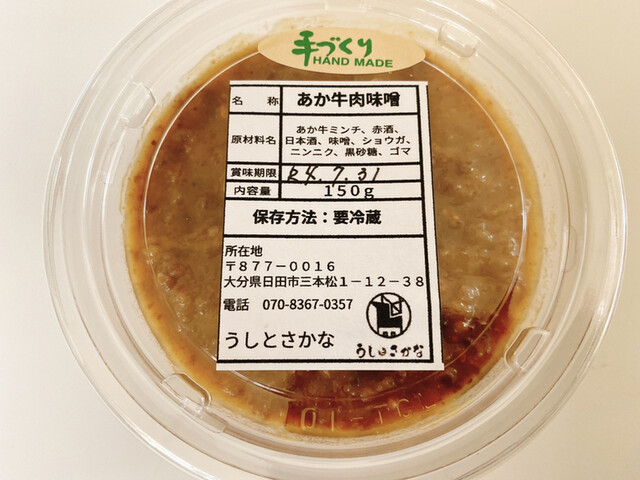 手づくり
HAND MADE
名 称 あか牛肉味噌
原材料名 あか牛ミンチ、赤酒、
日本酒、味噌、ショウガ、
ニンニク、黒砂糖、ゴマ
賞味期限 R4.7.31
内容量 150g
保存方法：要冷蔵
所在地
〒877-0016
大分県日田市三本松1-12-38
電話 070-8367-0357
うしとさかな
うしとさかな